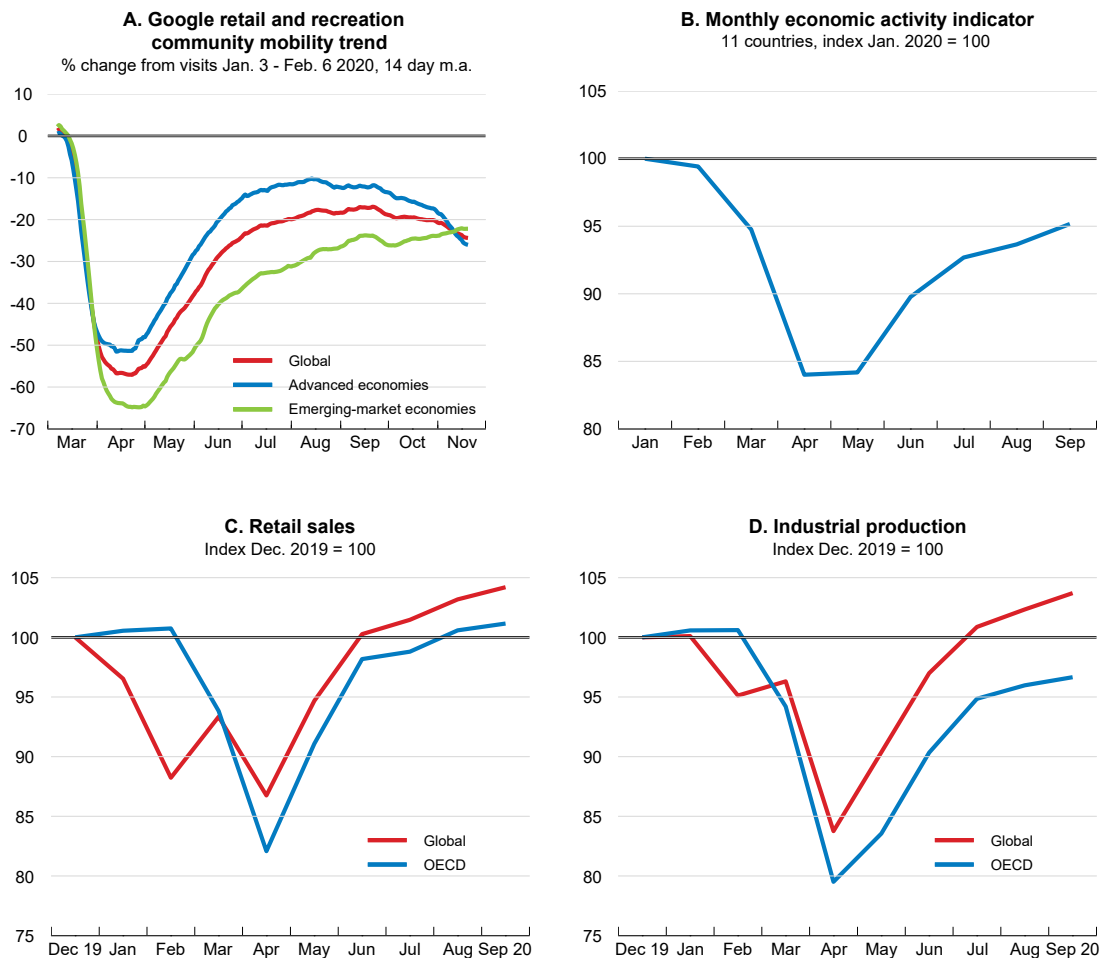 A. Google retail and recreation
community mobility trend
% change from visits Jan. 3 - Feb. 6 2020, 14 day m.a.
10
0
-10
-20
-30
-40
-50
-60
-70
Global
Advanced economies
Emerging-market economies
Mar Apr May Jun Jul Aug Sep Oct Nov
B. Monthly economic activity indicator
11 countries, index Jan. 2020 = 100
105
100
95
90
85
80
Jan Feb Mar Apr May Jun Jul Aug Sep
C. Retail sales
Index Dec. 2019 = 100
105
100
95
90
85
80
75
Global
OECD
Dec 19 Jan Feb Mar Apr May Jun Jul Aug Sep 20
D. Industrial production
Index Dec. 2019 = 100
105
100
95
90
85
80
75
Global
OECD
Dec 19 Jan Feb Mar Apr May Jun Jul Aug Sep 20